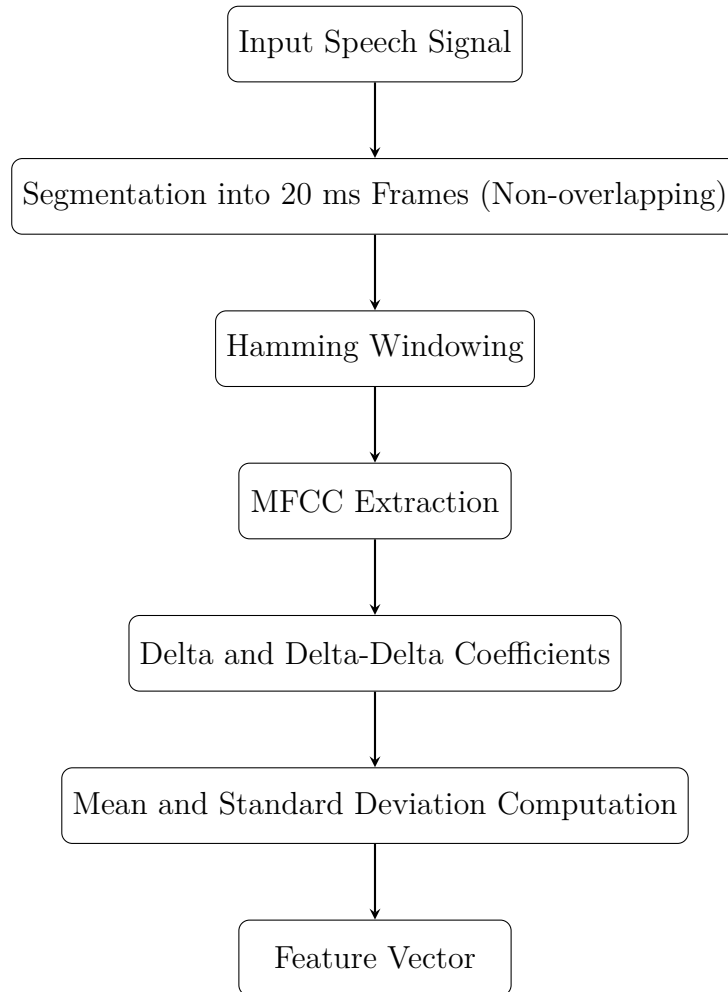 Input Speech Signal
Segmentation into 20 ms Frames (Non-overlapping)
Hamming Windowing
MFCC Extraction
Delta and Delta-Delta Coefficients
Mean and Standard Deviation Computation
Feature Vector